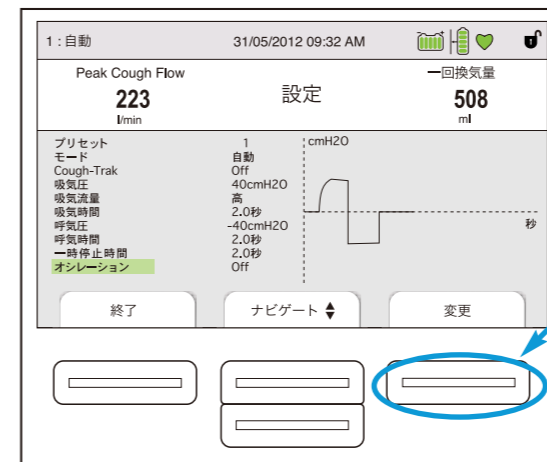 1 : 自動 31/05/2012 09:32 AM
Peak Cough Flow 設定 一回換気量
223 508
l/min ml
プリセット 1 cmH2O
モード 自動
Cough-Trak Off
吸気圧 40cmH2O
吸気流量 高
吸気時間 2.0秒
呼気圧 -40cmH2O 秒
呼気時間 2.0秒
一時停止時間 2.0秒
オシレーション Off
終了 ナビゲート 変更